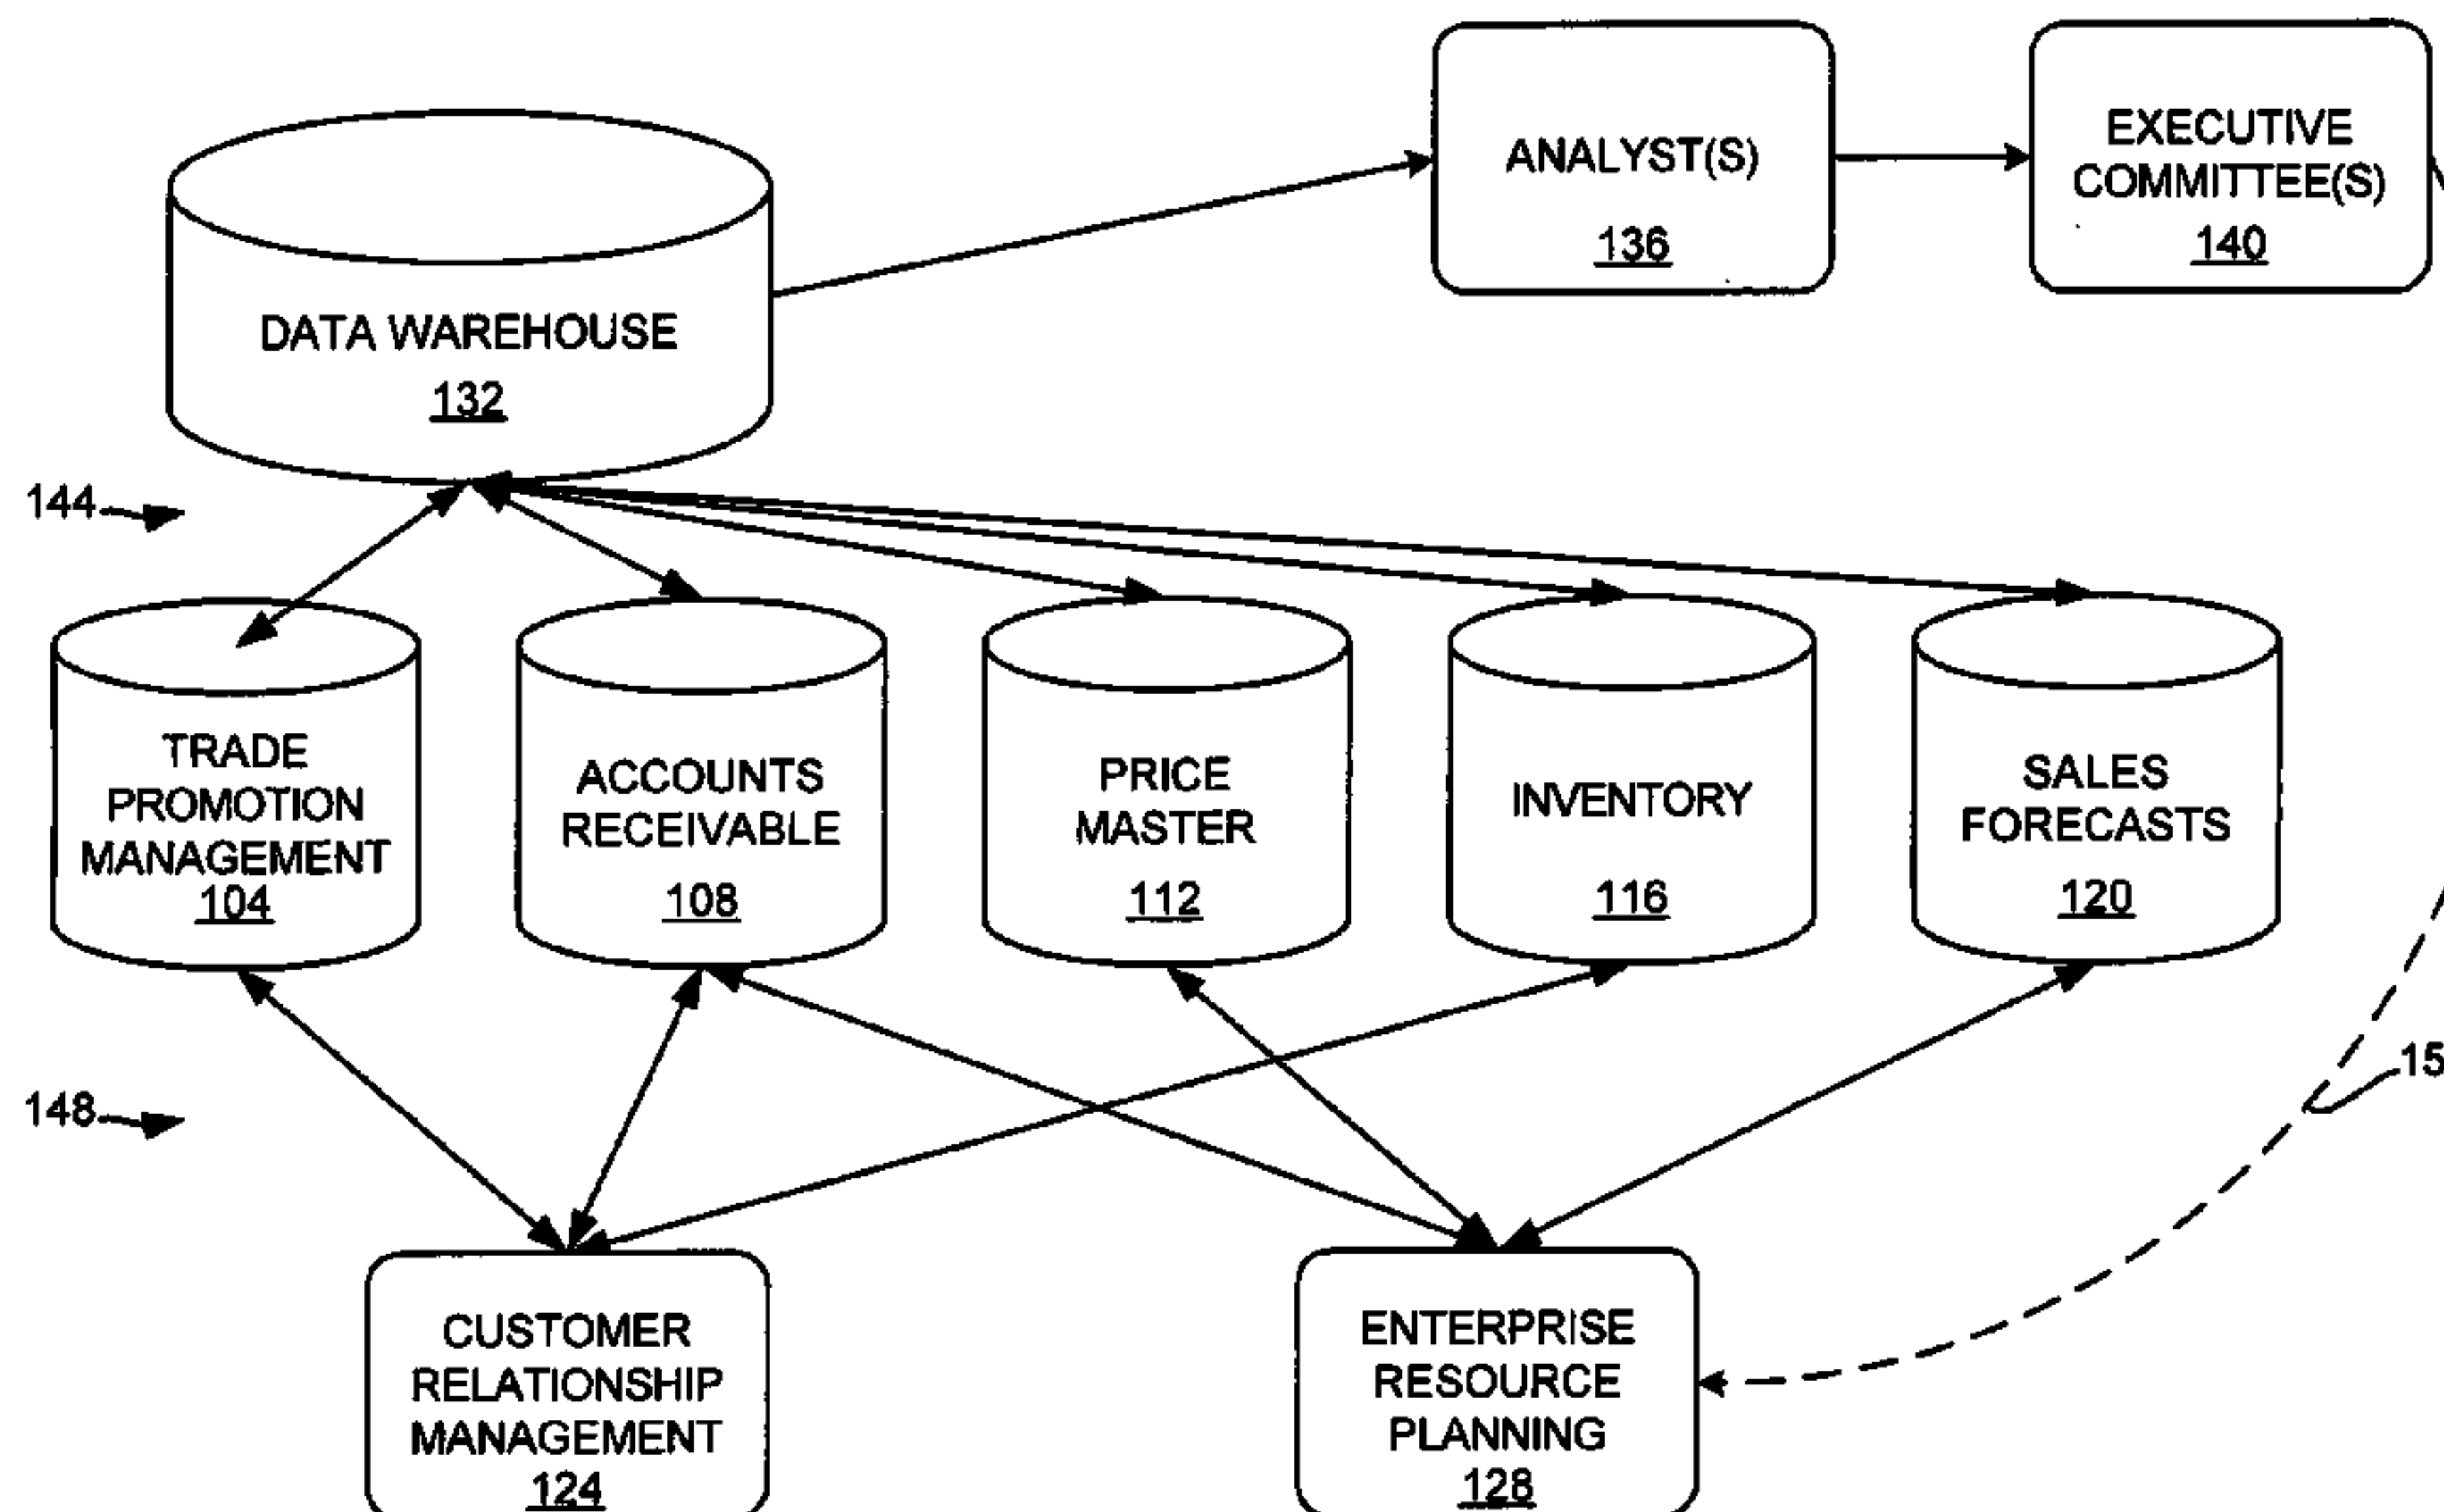 ANALYST(S)
136
EXECUTIVE
COMMITTEE(S)
140
DATA WAREHOUSE
132
144
TRADE
PROMOTION
MANAGEMENT
104
ACCOUNTS
RECEIVABLE
108
PRICE
MASTER
112
INVENTORY
116
SALES
FORECASTS
120
15
148
CUSTOMER
RELATIONSHIP
MANAGEMENT
124
ENTERPRISE
RESOURCE
PLANNING
128